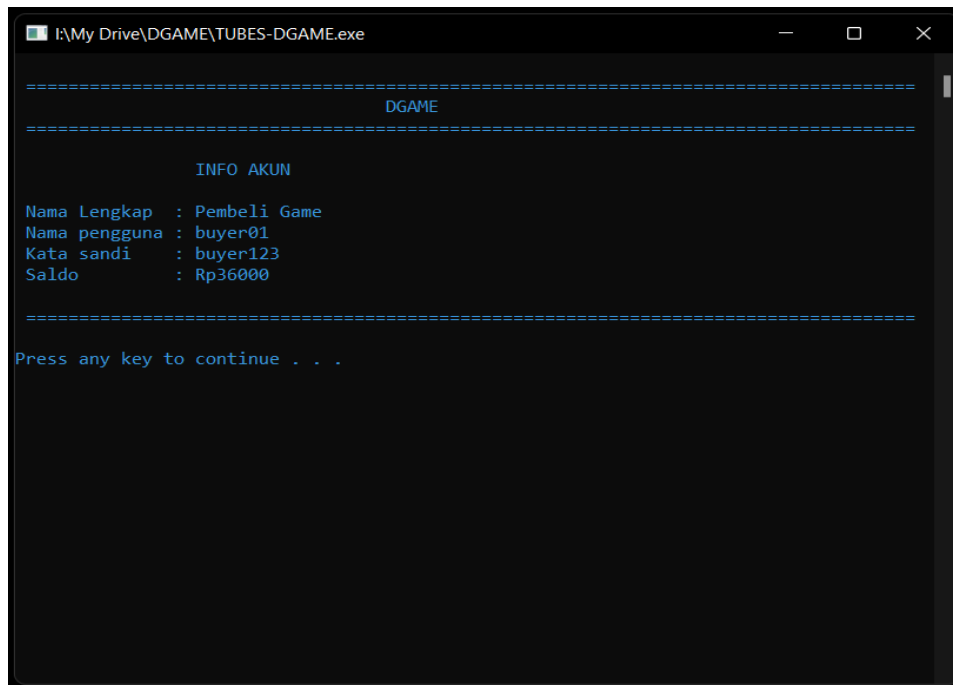 I:\My Drive\DGAME\TUBES-DGAME.exe
====================================================================================
DGAME
====================================================================================
INFO AKUN
Nama Lengkap  : Pembeli Game
Nama pengguna : buyer01
Kata sandi    : buyer123
Saldo         : Rp36000
====================================================================================
Press any key to continue . . .